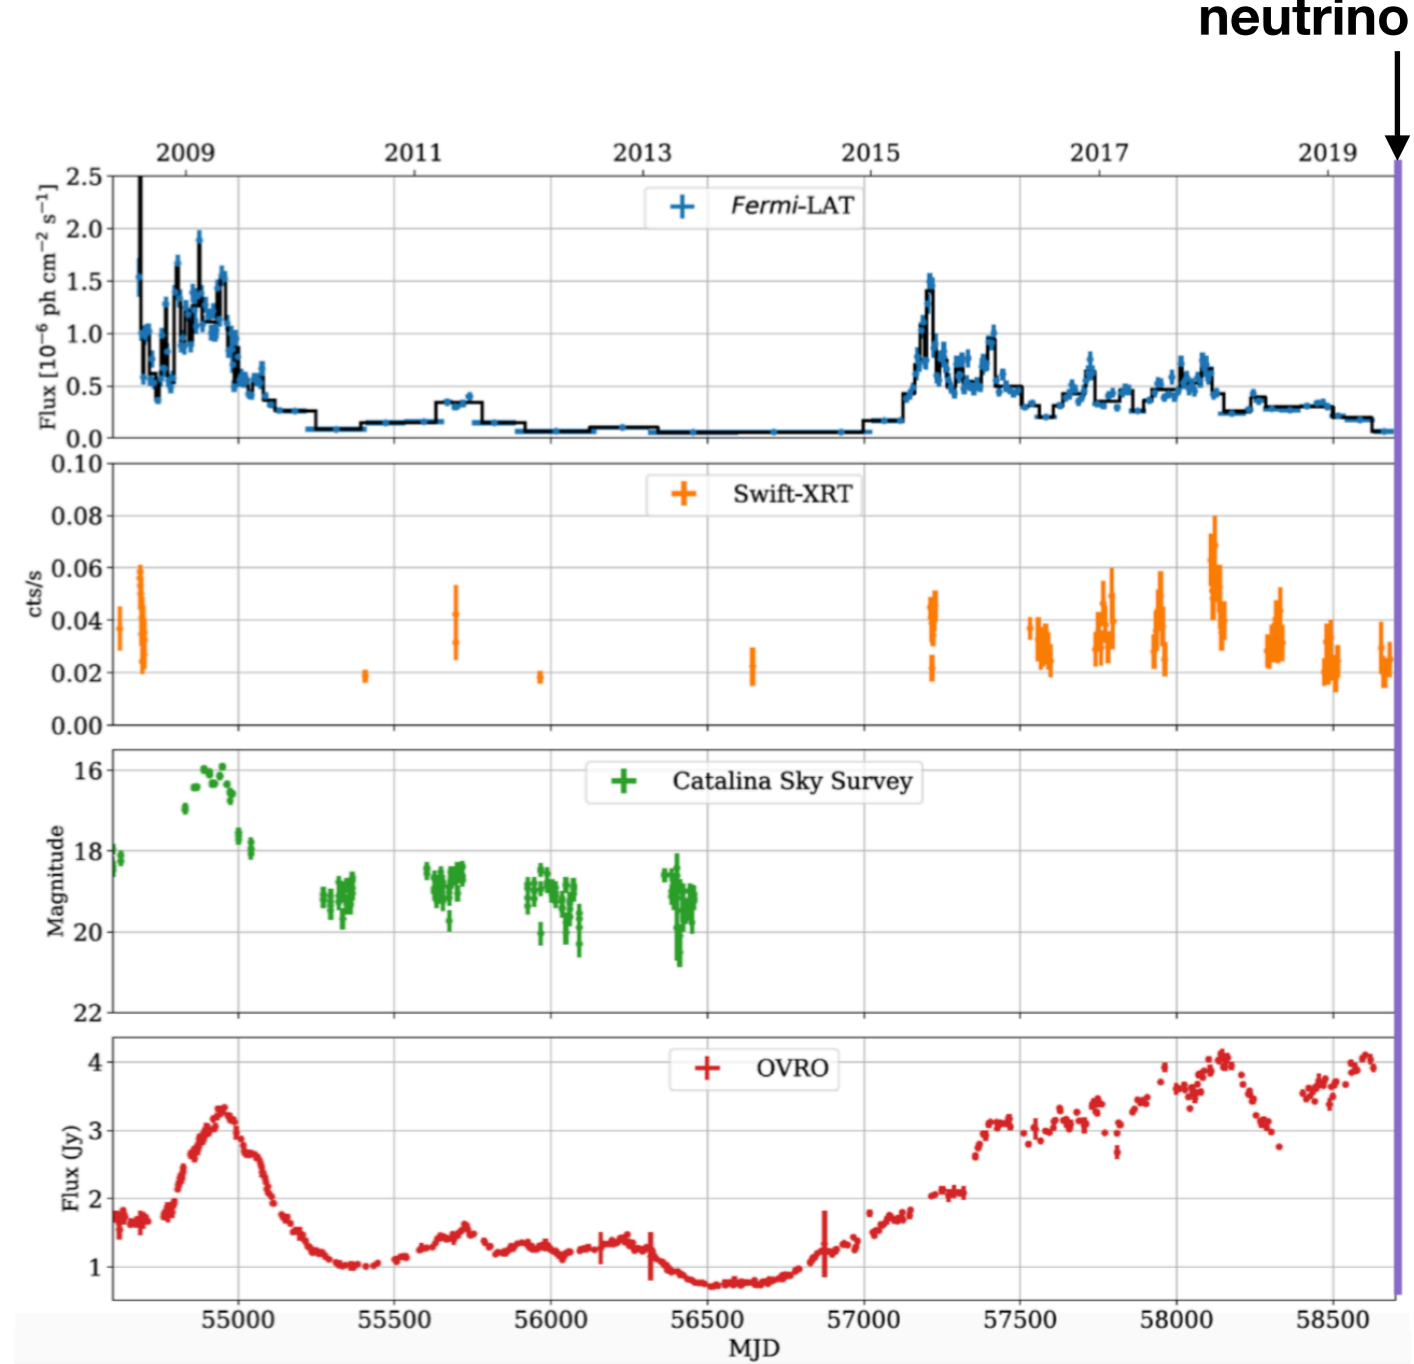 neutrino
2009 2011 2013 2015 2017 2019
Flux [10⁻⁶ ph cm⁻² s⁻¹]
2.5
2.0
1.5
1.0
0.5
0.0
Fermi-LAT
cts/s
0.10
0.08
0.06
0.04
0.02
0.00
Swift-XRT
Magnitude
16
18
20
22
Catalina Sky Survey
Flux (Jy)
4
3
2
1
OVRO
55000 55500 56000 56500 57000 57500 58000 58500
MJD